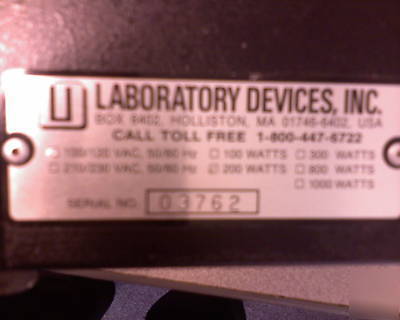 LABORATORY DEVICES, INC.
BOX 6402, HOLLISTON, MA 01746-6402, USA
CALL TOLL FREE 1-800-447-6722
100/120 VAC, 50/60 Hz 100 WATTS 300 WATTS
210/230 VAC, 50/60 Hz 200 WATTS 800 WATTS
1000 WATTS
SERIAL NO. 03762